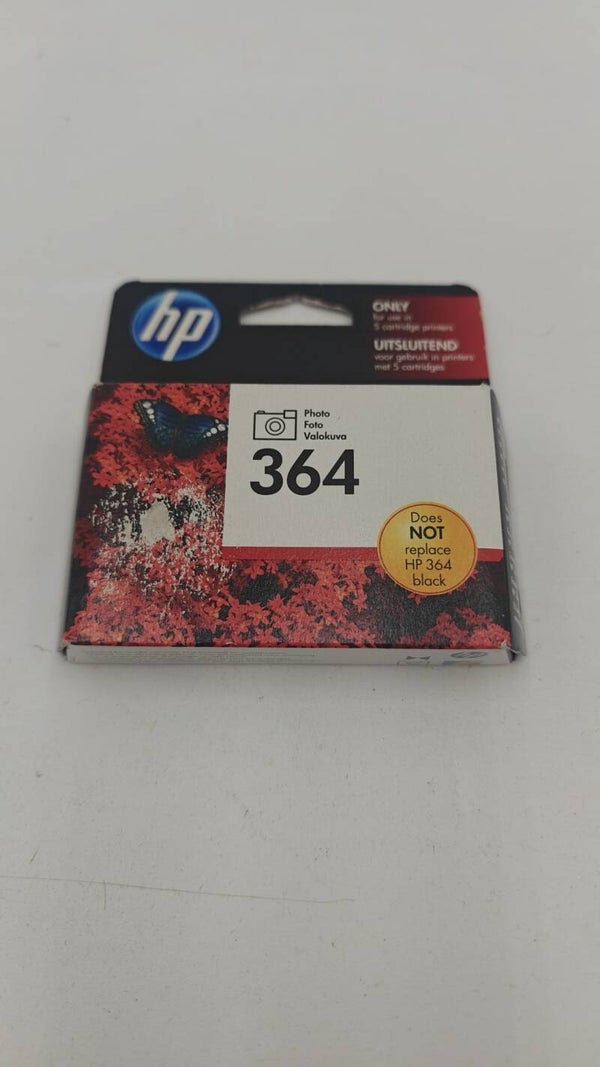 hp
ONLY
for use in
5 cartridge printers
UITSLUITEND
voor gebruik in printers
met 5 cartridges
Photo
Foto
Valokuva
364
Does
NOT
replace
HP 364
black